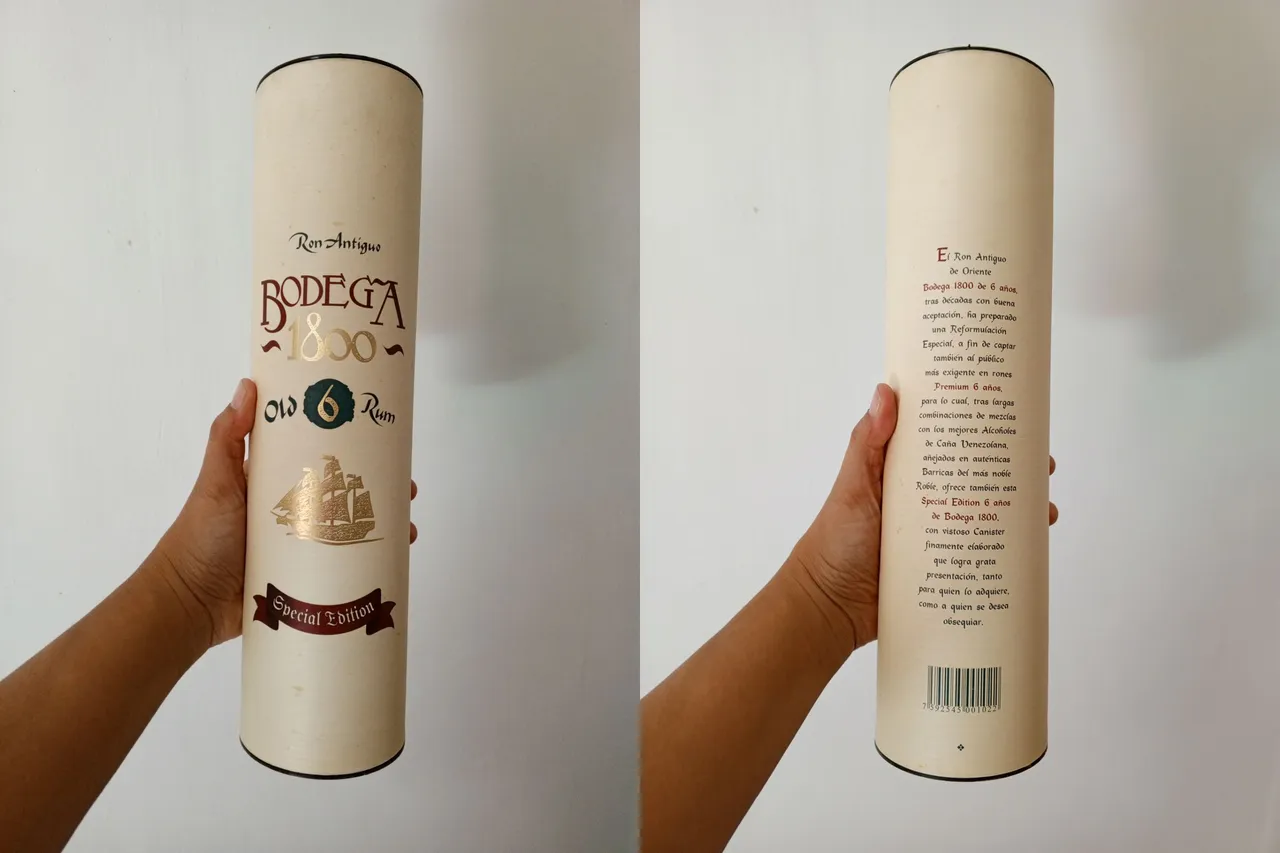 Ron Antiguo
BODEGA
~ 1800 ~
Old 6 Rum
Special Edition
El Ron Antiguo
de Oriente
Bodega 1800 de 6 años,
tras décadas con buena
aceptación, ha preparado
una Reformulación
Especial, a fin de captar
también al público
más exigente en rones
Premium 6 años,
para lo cual, tras largas
combinaciones de mezclas
con los mejores Alcoholes
de Caña Venezolana,
añejados en auténticas
Barricas del más noble
Roble, ofrece también esta
Special Edition 6 años
de Bodega 1800,
con vistoso Canister
finamente elaborado
que logra grata
presentación, tanto
para quien lo adquiere,
como a quien se desea
obsequiar.
7 592545 001022